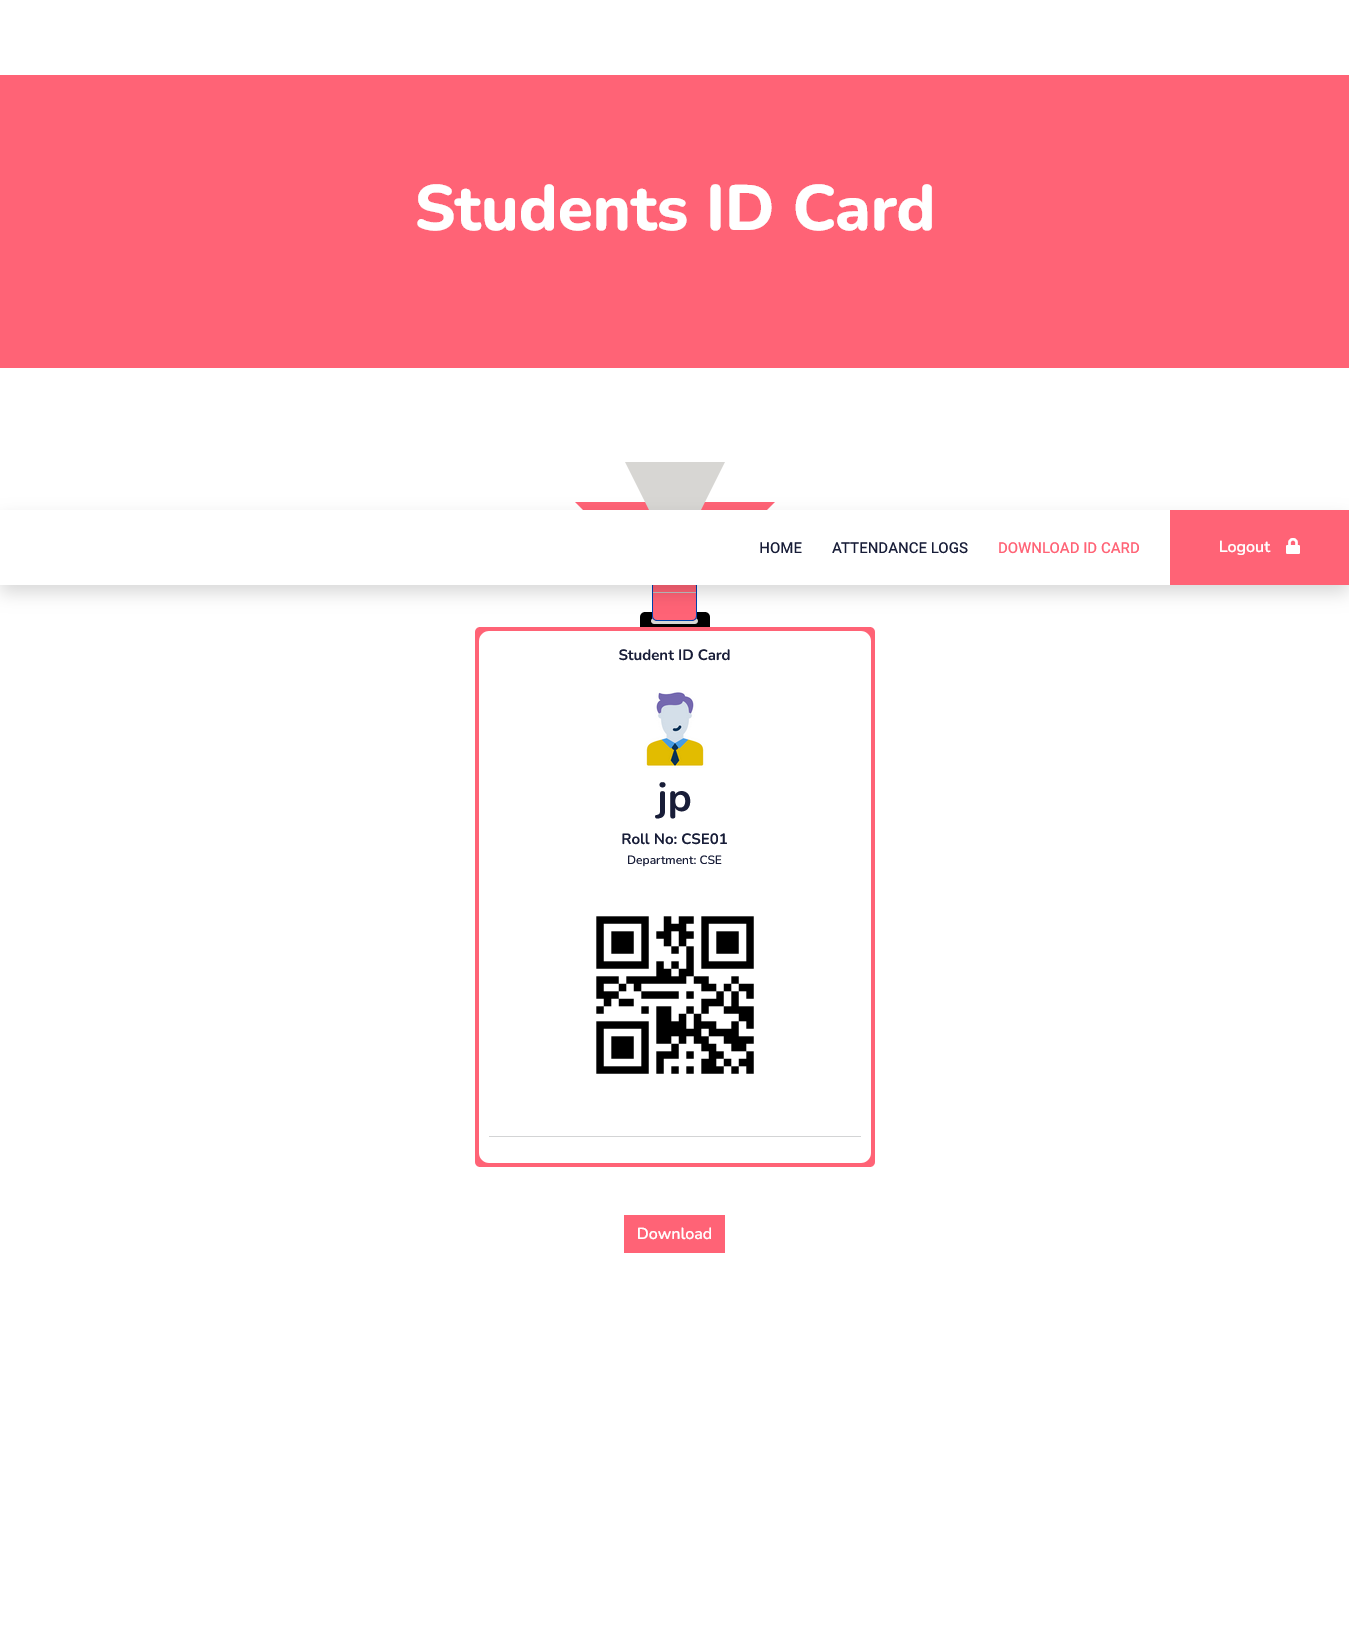 Students ID Card
HOME
ATTENDANCE LOGS
DOWNLOAD ID CARD
Logout
Student ID Card
jp
Roll No: CSE01
Department: CSE
Download